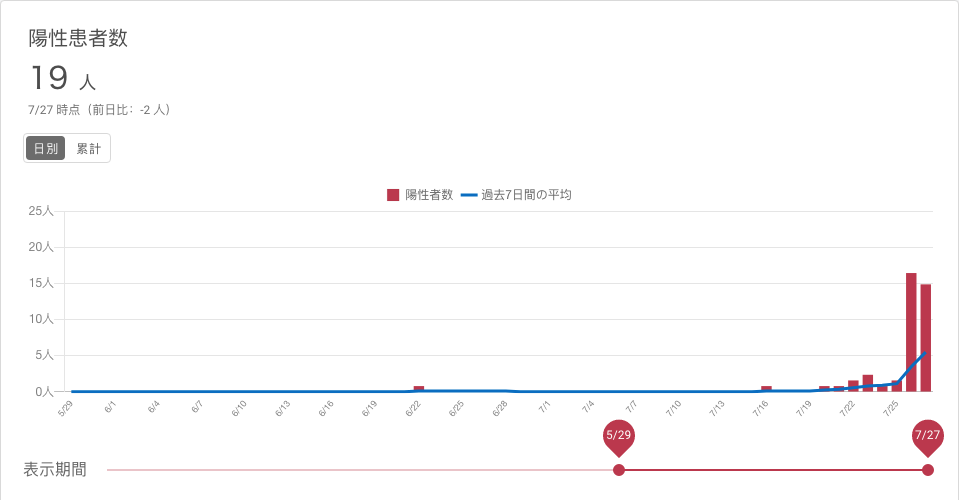 陽性患者数
19 人
7/27 時点（前日比：-2 人）
日別 累計
陽性者数 過去7日間の平均
25人
20人
15人
10人
5人
0人
5/29 6/1 6/4 6/7 6/10 6/13 6/16 6/19 6/22 6/25 6/28 7/1 7/4 7/7 7/10 7/13 7/16 7/19 7/22 7/25
5/29 7/27
表示期間